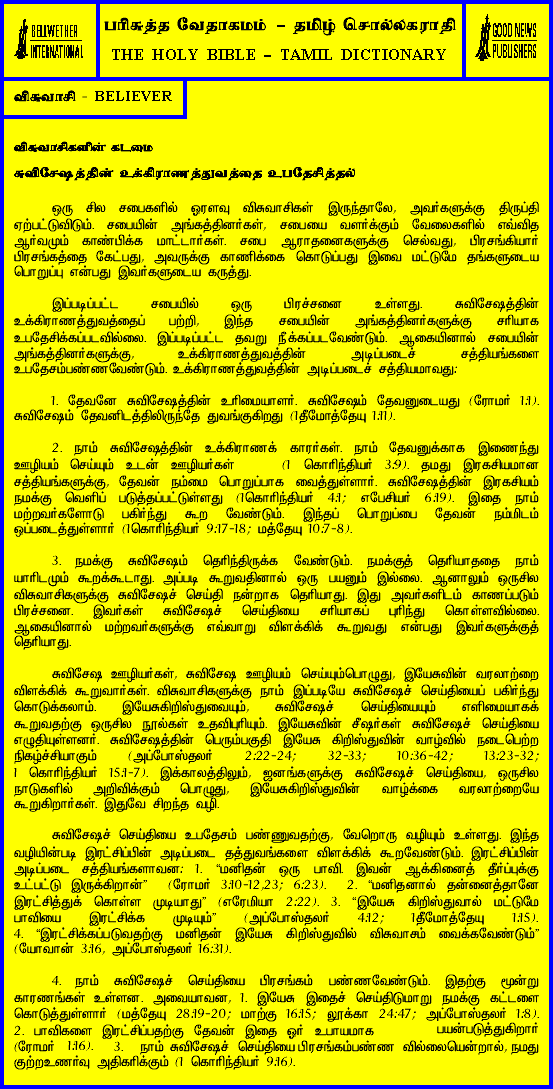 BELLWETHER
INTERNATIONAL
பரிசுத்த வேதாகமம் – தமிழ் சொல்லகராதி
THE HOLY BIBLE – TAMIL DICTIONARY
GOOD NEWS
PUBLISHERS
விசுவாசி - BELIEVER
விசுவாசிகளின் கடமை
சுவிசேஷத்தின் உக்கிராணத்துவத்தை உபதேசித்தல்
ஒரு சில சபைகளில் ஓரளவு விசுவாசிகள் இருந்தாலே, அவர்களுக்கு திருப்தி
ஏற்பட்டுவிடும். சபையின் அங்கத்தினர்கள், சபையை வளர்க்கும் வேலைகளில் எவ்வித
ஆர்வமும் காண்பிக்க மாட்டார்கள். சபை ஆராதனைகளுக்கு செல்வது, பிரசங்கியார்
பிரசங்கத்தை கேட்பது, அவருக்கு காணிக்கை கொடுப்பது இவை மட்டுமே தங்களுடைய
பொறுப்பு என்பது இவர்களுடைய கருத்து.
இப்படிப்பட்ட சபையில் ஒரு பிரச்சனை உள்ளது. சுவிசேஷத்தின்
உக்கிராணத்துவத்தைப் பற்றி, இந்த சபையின் அங்கத்தினர்களுக்கு சரியாக
உபதேசிக்கப்படவில்லை. இப்படிப்பட்ட தவறு நீக்கப்படவேண்டும். ஆகையினால் சபையின்
அங்கத்தினர்களுக்கு, உக்கிராணத்துவத்தின் அடிப்படைச் சத்தியங்களை
உபதேசம்பண்ணவேண்டும். உக்கிராணத்துவத்தின் அடிப்படைச் சத்தியமாவது:
1. தேவனே சுவிசேஷத்தின் உரிமையாளர். சுவிசேஷம் தேவனுடையது (ரோமர் 1:1).
சுவிசேஷம் தேவனிடத்திலிருந்தே துவங்குகிறது (1தீமோத்தேயு 1:11).
2. நாம் சுவிசேஷத்தின் உக்கிராணக் காரர்கள். நாம் தேவனுக்காக இணைந்து
ஊழியம் செய்யும் உடன் ஊழியர்கள் (1 கொரிந்தியர் 3:9). தமது இரகசியமான
சத்தியங்களுக்கு, தேவன் நம்மை பொறுப்பாக வைத்துள்ளார். சுவிசேஷத்தின் இரகசியம்
நமக்கு வெளிப் படுத்தப்பட்டுள்ளது (1கொரிந்தியர் 4:1; எபேசியர் 6:19). இதை நாம்
மற்றவர்களோடு பகிர்ந்து கூற வேண்டும். இந்தப் பொறுப்பை தேவன் நம்மிடம்
ஒப்படைத்துள்ளார் (1கொரிந்தியர் 9:17-18; மத்தேயு 10:7-8).
3. நமக்கு சுவிசேஷம் தெரிந்திருக்க வேண்டும். நமக்குத் தெரியாததை நாம்
யாரிடமும் கூறக்கூடாது. அப்படி கூறுவதினால் ஒரு பயனும் இல்லை. ஆனாலும் ஒருசில
விசுவாசிகளுக்கு சுவிசேஷச் செய்தி நன்றாக தெரியாது. இது அவர்களிடம் காணப்படும்
பிரச்சனை. இவர்கள் சுவிசேஷச் செய்தியை சரியாகப் புரிந்து கொள்ளவில்லை.
ஆகையினால் மற்றவர்களுக்கு எவ்வாறு விளக்கிக் கூறுவது என்பது இவர்களுக்குத்
தெரியாது.
சுவிசேஷ ஊழியர்கள், சுவிசேஷ ஊழியம் செய்யும்பொழுது, இயேசுவின் வரலாற்றை
விளக்கிக் கூறுவார்கள். விசுவாசிகளுக்கு நாம் இப்படியே சுவிசேஷச் செய்தியைப் பகிர்ந்து
கொடுக்கலாம். இயேசுகிறிஸ்துவையும், சுவிசேஷச் செய்தியையும் எளிமையாகக்
கூறுவதற்கு ஒருசில நூல்கள் உதவிபுரியும். இயேசுவின் சீஷர்கள் சுவிசேஷச் செய்தியை
எழுதியுள்ளனர். சுவிசேஷத்தின் பெரும்பகுதி இயேசு கிறிஸ்துவின் வாழ்வில் நடைபெற்ற
நிகழ்ச்சியாகும் (அப்போஸ்தலர் 2:22-24; 32-33; 10:36-42; 13:23-32;
1 கொரிந்தியர் 15:1-7). இக்காலத்திலும், ஜனங்களுக்கு சுவிசேஷச் செய்தியை, ஒருசில
நாடுகளில் அறிவிக்கும் பொழுது, இயேசுகிறிஸ்துவின் வாழ்க்கை வரலாற்றையே
கூறுகிறார்கள். இதுவே சிறந்த வழி.
சுவிசேஷச் செய்தியை உபதேசம் பண்ணுவதற்கு, வேறொரு வழியும் உள்ளது. இந்த
வழியின்படி இரட்சிப்பின் அடிப்படை தத்துவங்களை விளக்கிக் கூறவேண்டும். இரட்சிப்பின்
அடிப்படை சத்தியங்களாவன: 1. “மனிதன் ஒரு பாவி. இவன் ஆக்கினைத் தீர்ப்புக்கு
உட்பட்டு இருக்கிறான்” (ரோமர் 3:10-12,23; 6:23). 2. “மனிதனால் தன்னைத்தானே
இரட்சித்துக் கொள்ள முடியாது” (எரேமியா 2:22). 3. “இயேசு கிறிஸ்துவால் மட்டுமே
பாவியை இரட்சிக்க முடியும்” (அப்போஸ்தலர் 4:12; 1தீமோத்தேயு 1:15).
4. “இரட்சிக்கப்படுவதற்கு மனிதன் இயேசு கிறிஸ்துவில் விசுவாசம் வைக்கவேண்டும்”
(யோவான் 3:16, அப்போஸ்தலர் 16:31).
4. நாம் சுவிசேஷச் செய்தியை பிரசங்கம் பண்ணவேண்டும். இதற்கு மூன்று
காரணங்கள் உள்ளன. அவையாவன, 1. இயேசு இதைச் செய்திடுமாறு நமக்கு கட்டளை
கொடுத்துள்ளார் (மத்தேயு 28:19-20; மாற்கு 16:15; லூக்கா 24:47; அப்போஸ்தலர் 1:8).
2. பாவிகளை இரட்சிப்பதற்கு தேவன் இதை ஓர் உபாயமாக பயன்படுத்துகிறார்
(ரோமர் 1:16). 3. நாம் சுவிசேஷச் செய்தியை பிரசங்கம்பண்ண வில்லையென்றால், நமது
குற்றஉணர்வு அதிகரிக்கும் (1 கொரிந்தியர் 9:16).